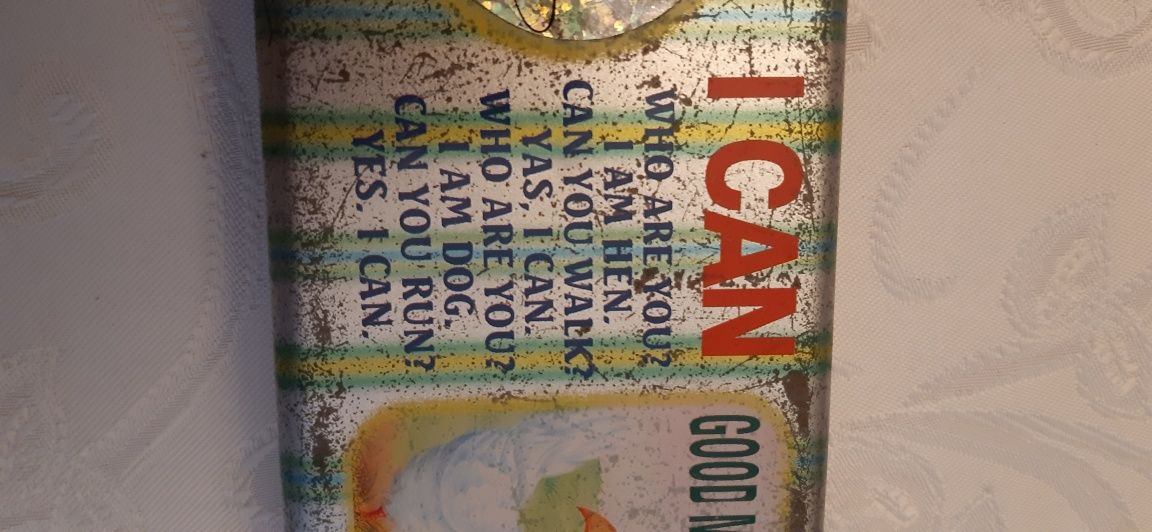 I CAN
WHO ARE YOU?
I AM HEN.
CAN YOU WALK?
YAS, I CAN.
WHO ARE YOU?
I AM DOG.
CAN YOU RUN?
YES. I CAN.
GOOD